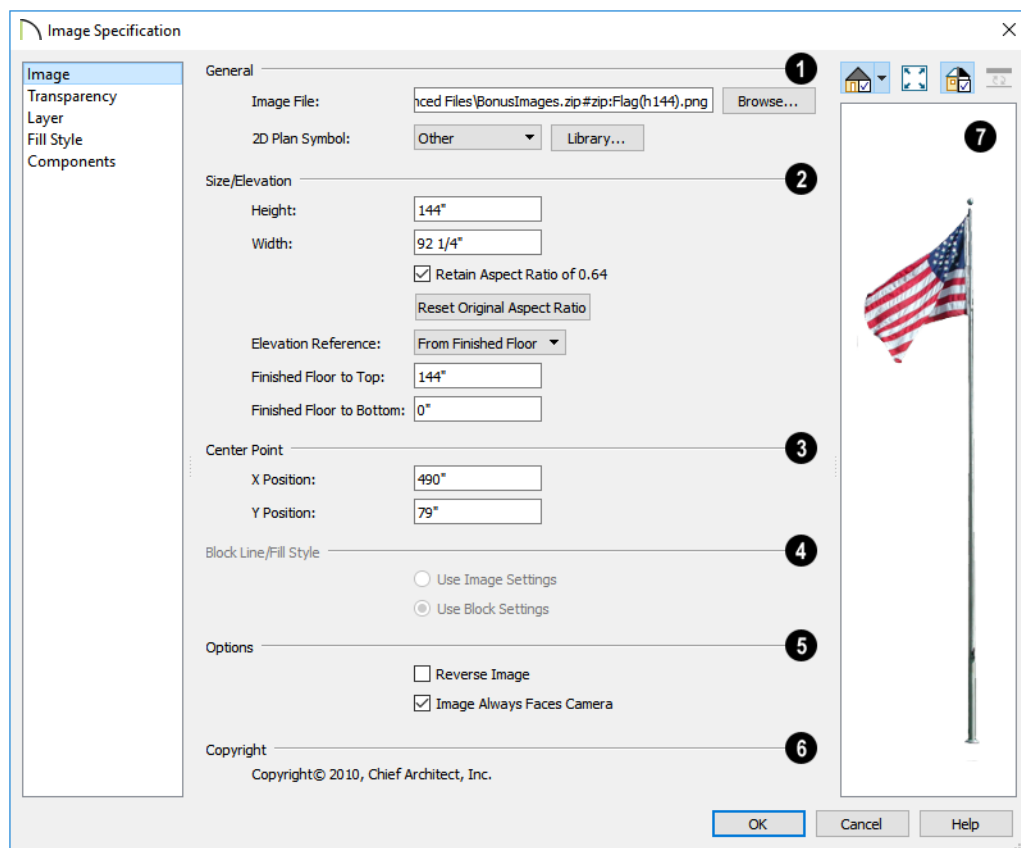 Image Specification
Image
Transparency
Layer
Fill Style
Components
General
1
Image File:
nced Files\BonusImages.zip#zip:Flag(h144).png
Browse...
2D Plan Symbol:
Other
Library...
Size/Elevation
2
Height:
144"
Width:
92 1/4"
Retain Aspect Ratio of 0.64
Reset Original Aspect Ratio
Elevation Reference:
From Finished Floor
Finished Floor to Top:
144"
Finished Floor to Bottom:
0"
Center Point
3
X Position:
490"
Y Position:
79"
Block Line/Fill Style
4
Use Image Settings
Use Block Settings
Options
5
Reverse Image
Image Always Faces Camera
Copyright
6
Copyright© 2010, Chief Architect, Inc.
7
OK
Cancel
Help